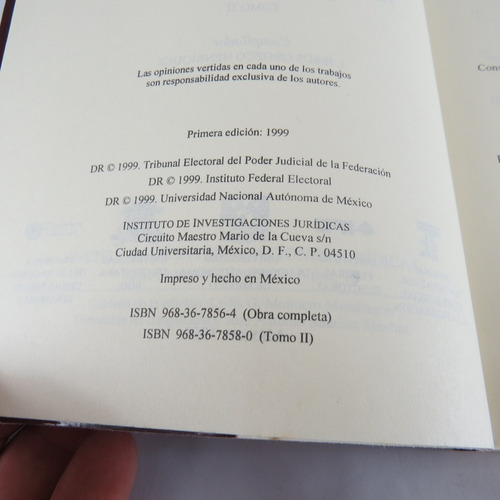 Las opiniones vertidas en cada uno de los trabajos
son responsabilidad exclusiva de los autores.
Primera edición: 1999
DR © 1999. Tribunal Electoral del Poder Judicial de la Federación
DR © 1999. Instituto Federal Electoral
DR © 1999. Universidad Nacional Autónoma de México
INSTITUTO DE INVESTIGACIONES JURÍDICAS
Circuito Maestro Mario de la Cueva s/n
Ciudad Universitaria, México, D. F., C. P. 04510
Impreso y hecho en México
ISBN 968-36-7856-4 (Obra completa)
ISBN 968-36-7858-0 (Tomo II)